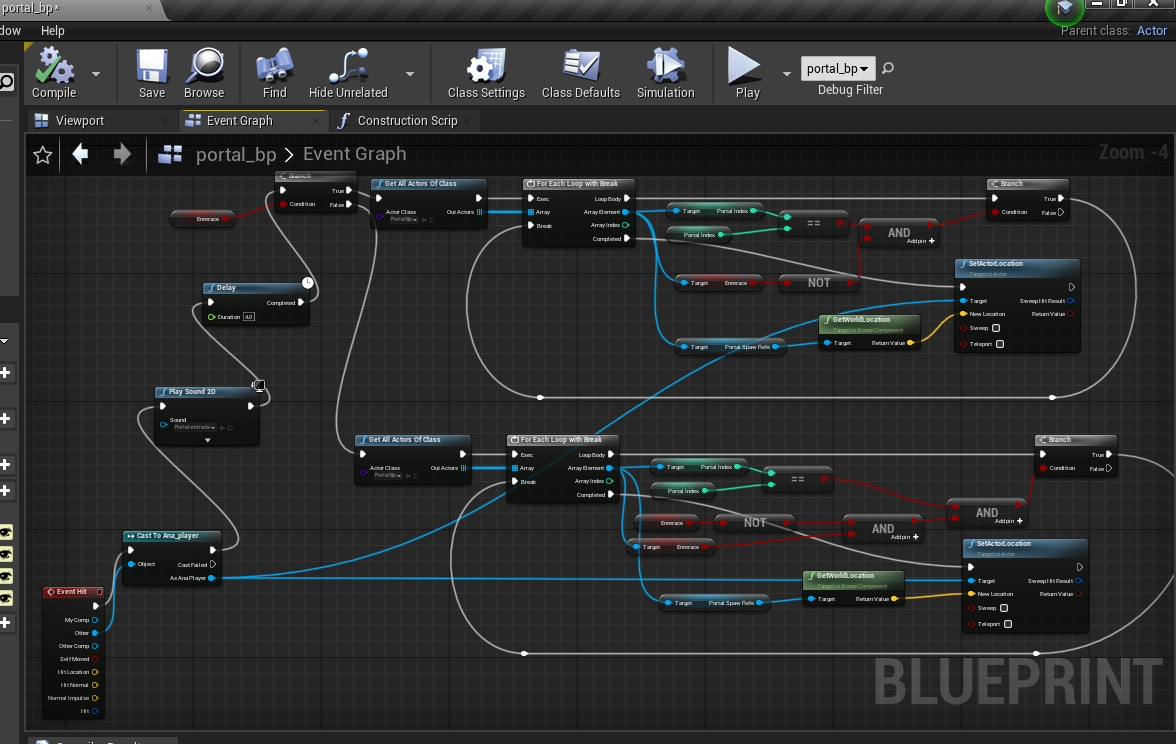 portal_bp*
dow Help
Parent class: Actor
Compile Save Browse Find Hide Unrelated Class Settings Class Defaults Simulation Play portal_bp Debug Filter
Viewport Event Graph Construction Scrip
portal_bp > Event Graph
Zoom -4
Branch
True
Condition False
Enterace
Get All Actors Of Class
Actor Class
Portal Bp
Out Actors
For Each Loop with Break
Exec Loop Body
Array Array Element
Array Index
Break
Completed
Target Portal Index
Portal Index
==
AND
Add pin +
Target Enterace
NOT
Branch
True
Condition False
SetActorLocation
Target is Actor
Target Sweep Hit Result
New Location Return Value
Sweep
Teleport
GetWorldLocation
Target is Scene Component
Target Return Value
Target Portal Spaw Refe
Delay
Completed
Duration 4.0
Play Sound 2D
Sound
Portal-entrada
Get All Actors Of Class
Actor Class
Portal Bp
Out Actors
For Each Loop with Break
Exec Loop Body
Array Array Element
Array Index
Break
Completed
Target Portal Index
Portal Index
==
Enterace
NOT
Target Enterace
AND
Add pin +
AND
Add pin +
Branch
True
Condition False
SetActorLocation
Target is Actor
Target Sweep Hit Result
New Location Return Value
Sweep
Teleport
GetWorldLocation
Target is Scene Component
Target Return Value
Target Portal Spaw Refe
Cast To Ana_player
Object Cast Failed
As Ana Player
Event Hit
My Comp
Other
Other Comp
Self Moved
Hit Location
Hit Normal
Normal Impulse
Hit
BLUEPRINT